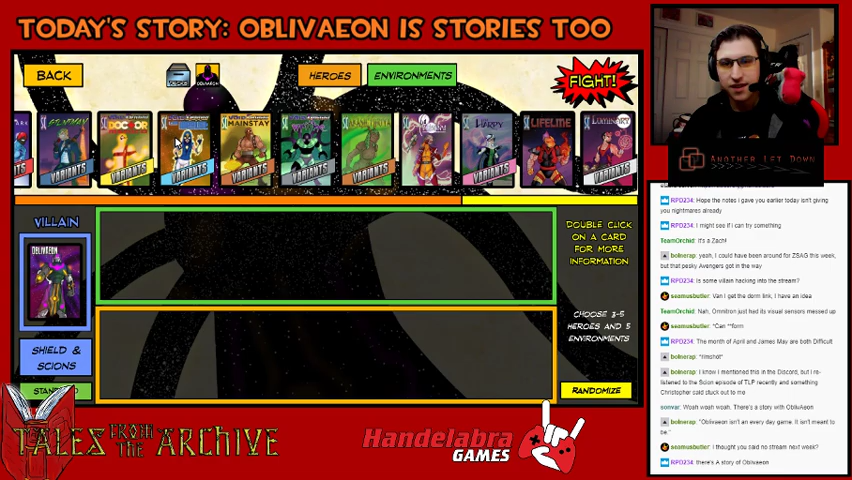 TODAY'S STORY: OBLIVAEON IS STORIES TOO
BACK
HEROES
ENVIRONMENTS
FIGHT!
DOCTOR
MAINSTAY
HARPY
LIFELINE
LUMINARY
VARIANTS
VARIANTS
VARIANTS
VARIANTS
VARIANTS
VARIANTS
VARIANTS
VARIANTS
VILLAIN
OBLIVAEON
SHIELD &
SCIONS
DOUBLE CLICK
ON A CARD
FOR MORE
INFORMATION
CHOOSE 3-5
HEROES AND 5
ENVIRONMENTS
RANDOMIZE
TALES FROM THE ARCHIVE
Handelabra
GAMES
ANOTHER LET DOWN
RPD234: Hope the notes i gave you earlier today isn't giving
you nightmares already
RPD234: I might see if I can try something
TeamOrchid: It's a Zach!
bolnerap: yeah, I could have been around for ZSAG this week,
but that pesky Avengers got in the way
RPD234: Is some villain hacking into the stream?
seamusbutler: Van I get the dorm link, I have an idea
TeamOrchid: Nah, Omnitron just had its visual sensors messed up
seamusbutler: "Can "'form
RPD234: The month of April and James May are both Difficult
bolnerap: *rimshot*
bolnerap: I know I mentioned this in the Discord, but I re-
listened to the Scion episode of TLP recently and something
Christopher said stuck out to me
sonvar: Woah woah woah. There's a story with OblivAeon
bolnerap: "Oblivaeon isn't an every day game. It isn't meant to
be."
seamusbutler: I thought you said no stream next week?
RPD234: there's A story of Oblivaeon